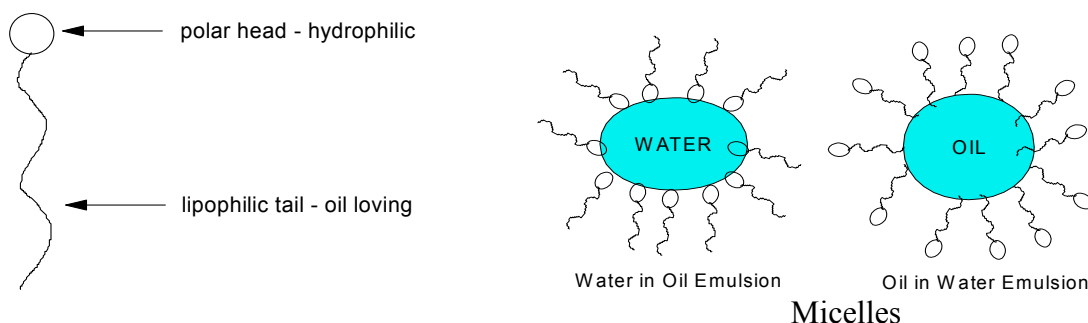 polar head - hydrophilic
lipophilic tail - oil loving
WATER
OIL
Water in Oil Emulsion
Oil in Water Emulsion
Micelles